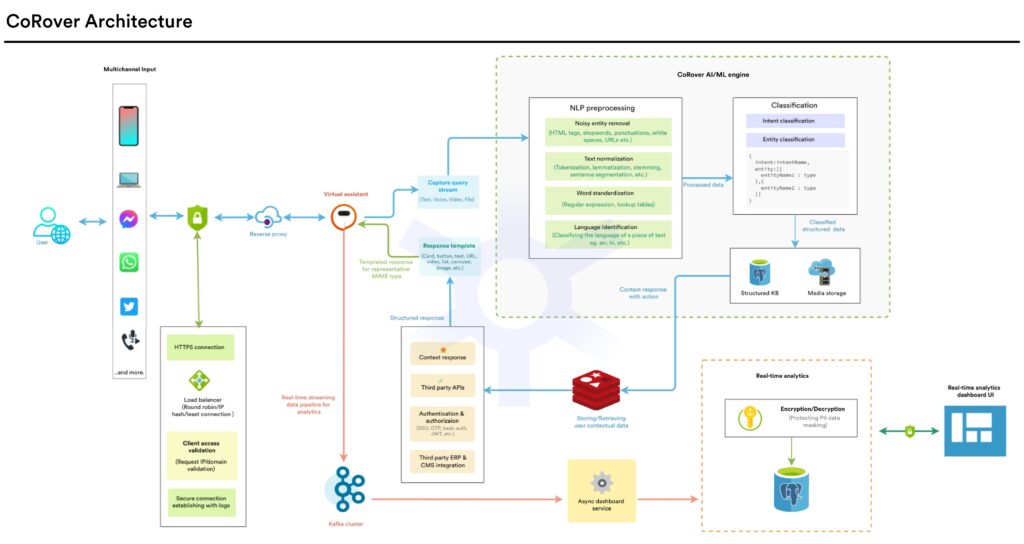 CoRover Architecture
Multichannel Input
...and more.
User
HTTPS connection
Load balancer
(Round robin/IP
hash/least connection )
Client access
validation
(Request IP/domain
validation)
Secure connection
establishing with logs
Reverse proxy
Virtual assistant
Capture query
stream
(Text, Voice, Video, File)
Response template
(Card, button, text, URL,
video, list, carousel,
image, etc.)
Templated response
for representative
MIME type
Structured response
Context response
Third party APIs
Authentication &
authorizaion
(SSO, OTP, basic auth,
JWT, etc.)
Third party ERP &
CMS integration
Real-time streaming
data pipeline for
analytics
Kafka cluster
CoRover AI/ML engine
NLP preprocessing
Noisy entity removal
(HTML tags, stopwords, punctuations, white
spaces, URLs etc.)
Text normalization
(Tokenization, lemmatization, stemming,
sentence segmentation, etc.)
Word standardization
(Regular expression, lookup tables)
Language Identification
(Classifying the language of a piece of text
eg. en, hi, etc.)
Processed data
Classification
Intent classification
Entity classification
{
intent:intentName,
entity:[{
entityName1 : type
},{
entityName2 : type
}]
}
Classified
structured data
Structured KB
Media storage
Context response
with action
Storing/Retrieving
user contextual data
Async dashboard
service
Real-time analytics
Encryption/Decryption
(Protecting PII data
masking)
Real-time analytics
dashboard UI